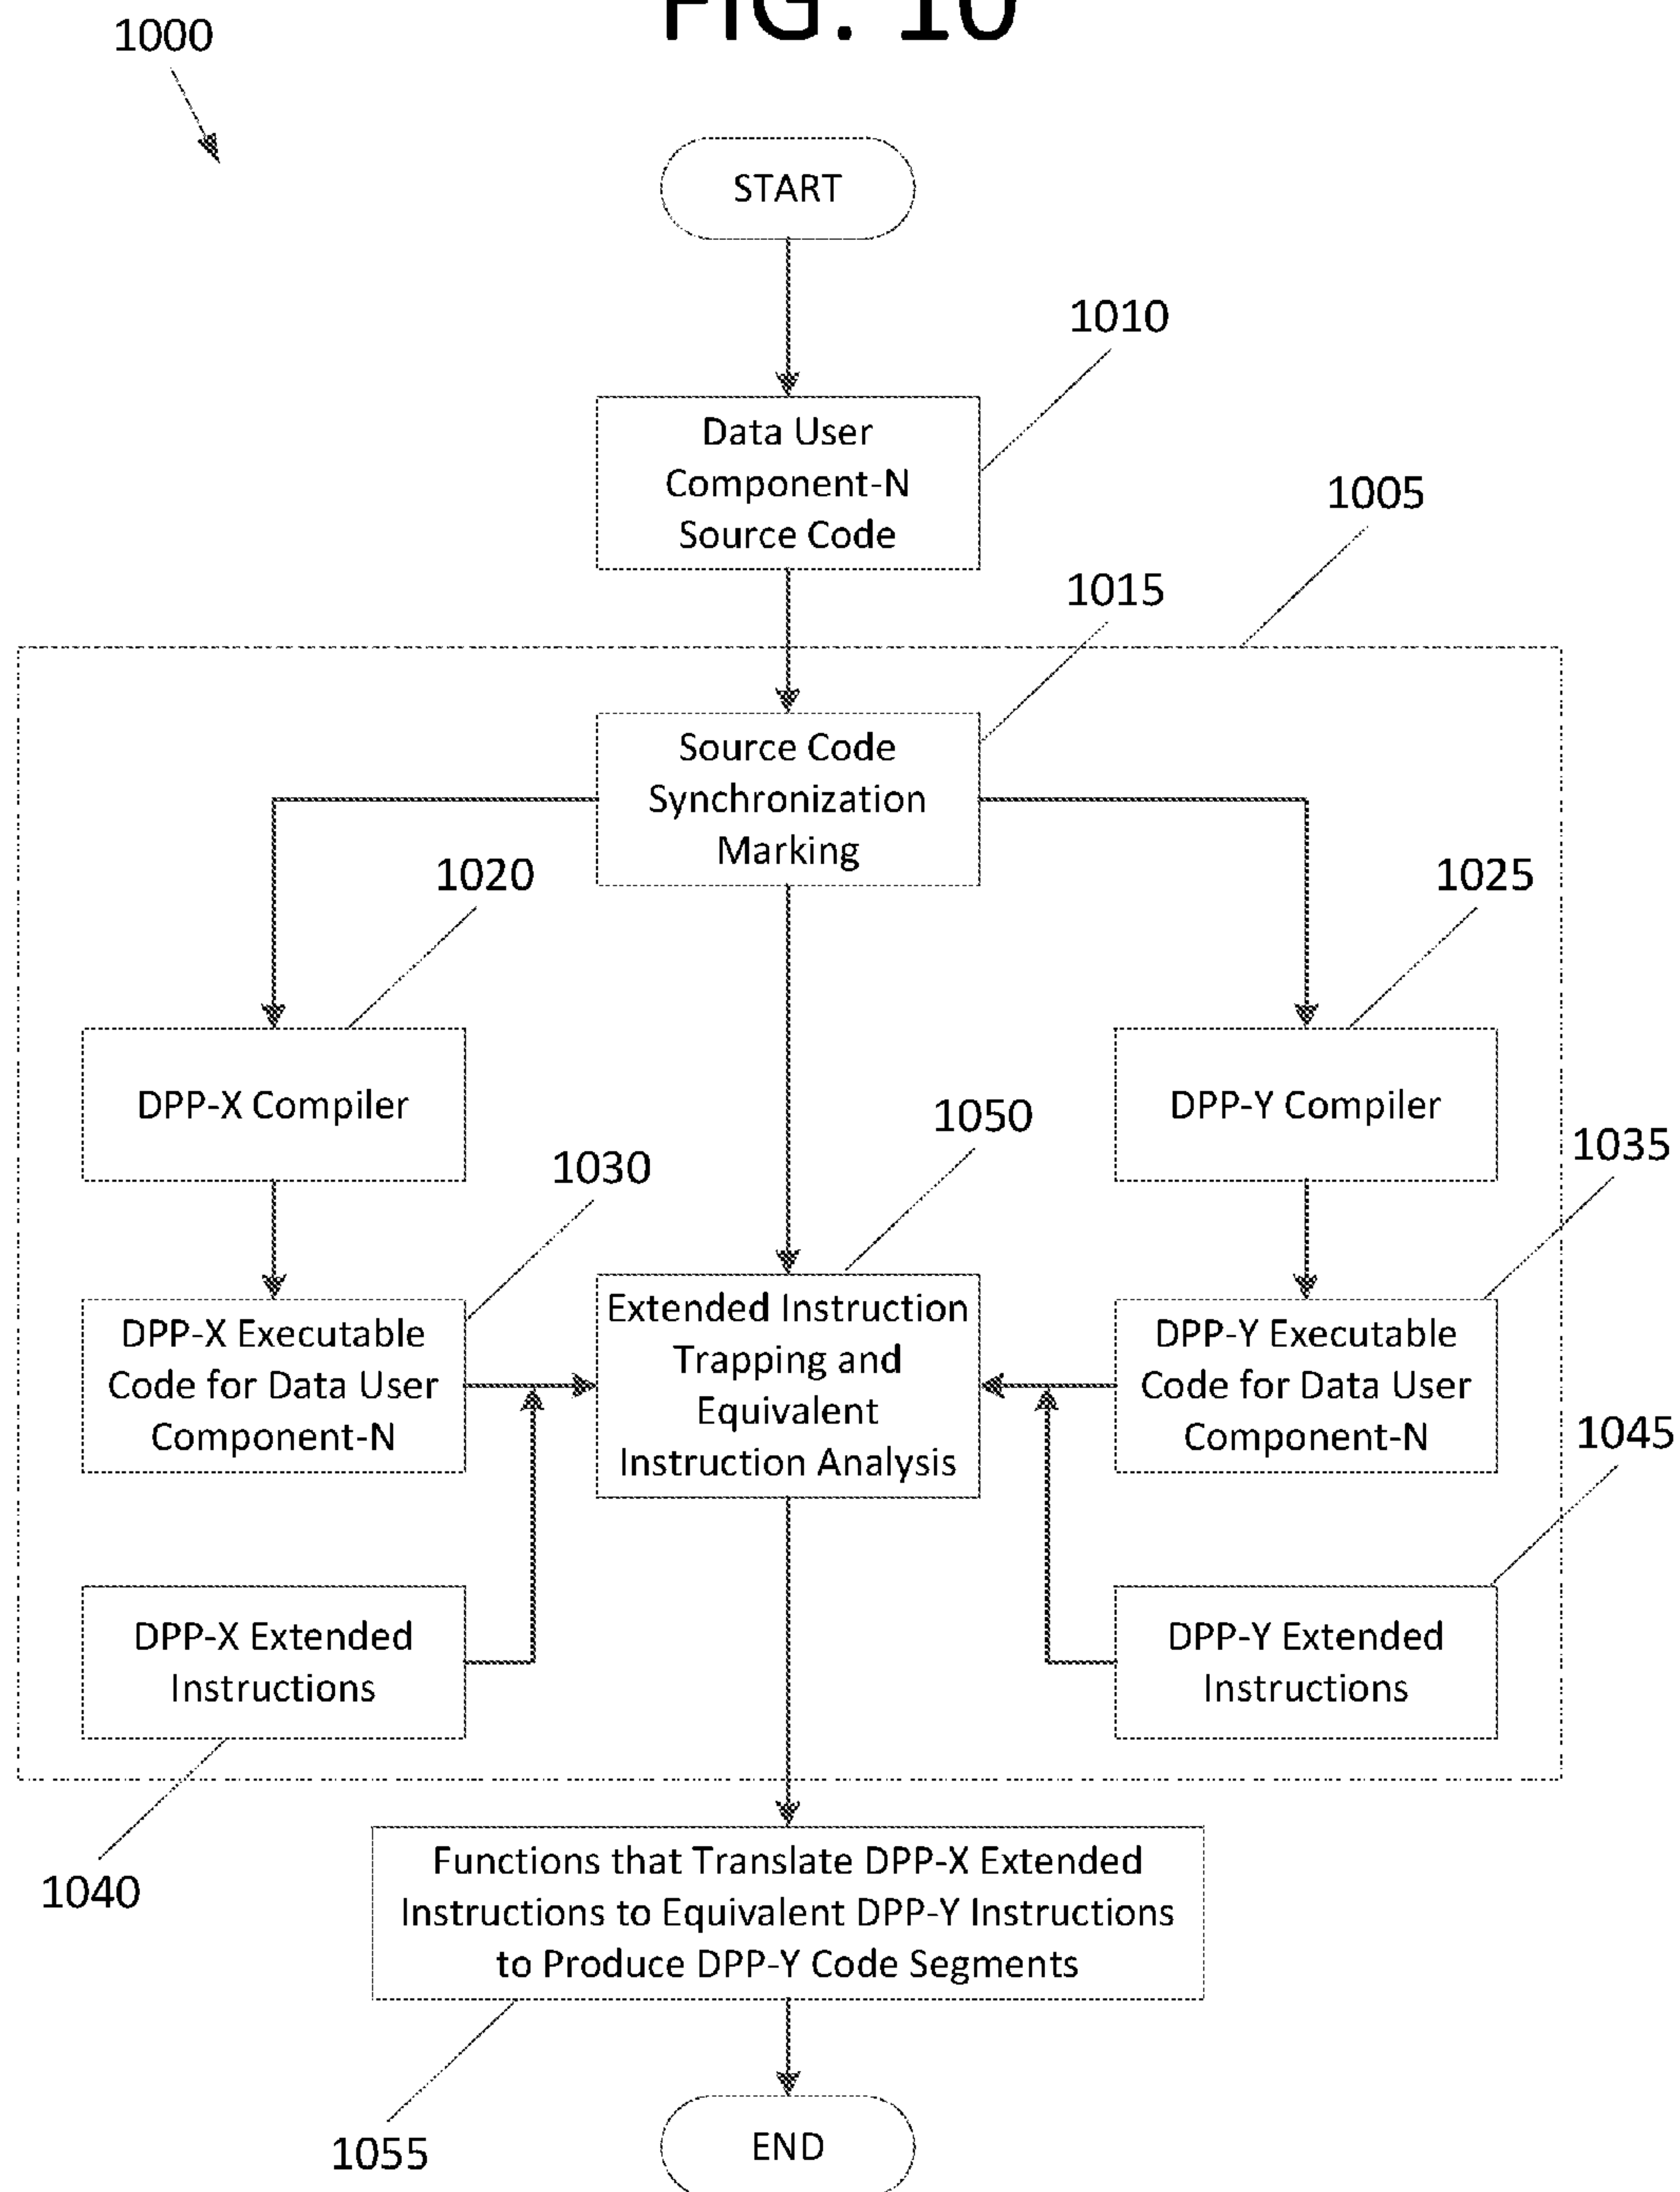 FIG. 10
1000
START
1010
Data User
Component-N
Source Code
1005
1015
Source Code
Synchronization
Marking
1020
1025
DPP-X Compiler
DPP-Y Compiler
1050
1030
1035
DPP-X Executable
Code for Data User
Component-N
Extended Instruction
Trapping and
Equivalent
Instruction Analysis
DPP-Y Executable
Code for Data User
Component-N
1045
DPP-X Extended
Instructions
DPP-Y Extended
Instructions
1040
Functions that Translate DPP-X Extended
Instructions to Equivalent DPP-Y Instructions
to Produce DPP-Y Code Segments
1055
END